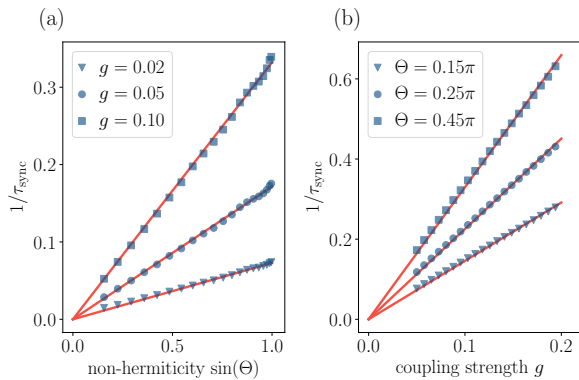 (a)
1/τsync
0.3
0.2
0.1
0.0
g = 0.02
g = 0.05
g = 0.10
0.0 0.5 1.0
non-hermiticity sin(Θ)
(b)
1/τsync
0.6
0.4
0.2
0.0
Θ = 0.15π
Θ = 0.25π
Θ = 0.45π
0.0 0.1 0.2
coupling strength g